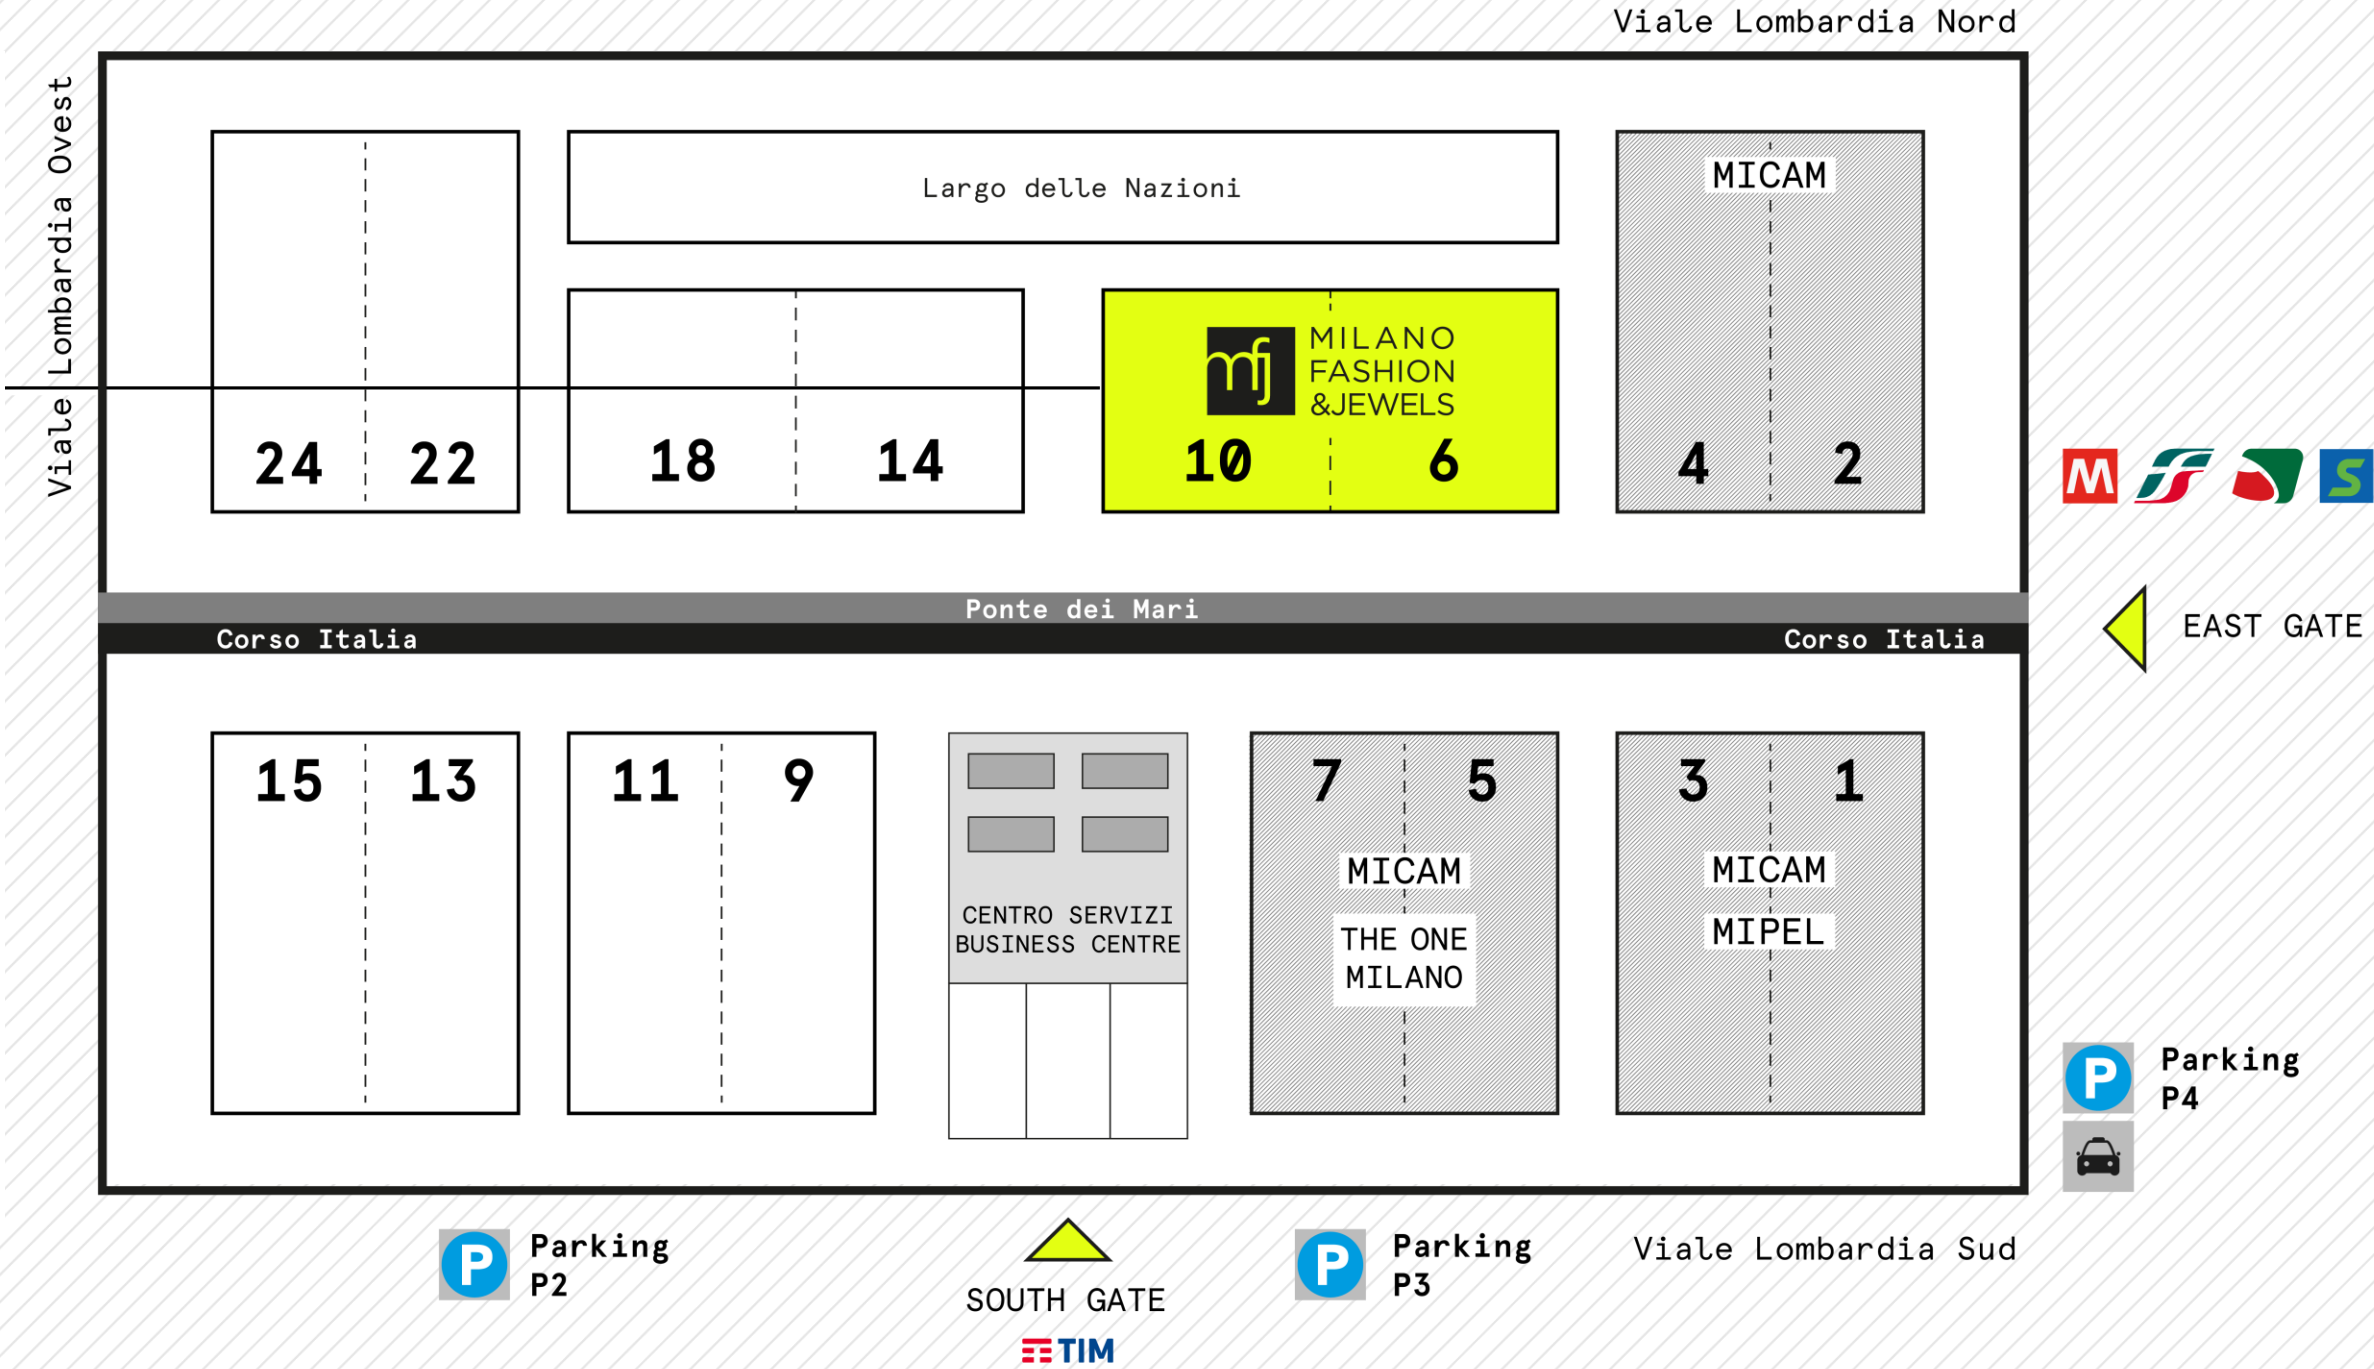 Viale Lombardia Nord
Viale Lombardia Ovest
Largo delle Nazioni
MICAM
mfj
MILANO
FASHION
&JEWELS
24 22 18 14 10 6 4 2
M S
Ponte dei Mari
Corso Italia Corso Italia
EAST GATE
15 13 11 9 7 5 3 1
MICAM
THE ONE
MILANO
MICAM
MIPEL
CENTRO SERVIZI
BUSINESS CENTRE
P Parking
P4
P Parking
P2
SOUTH GATE
TIM
P Parking
P3
Viale Lombardia Sud